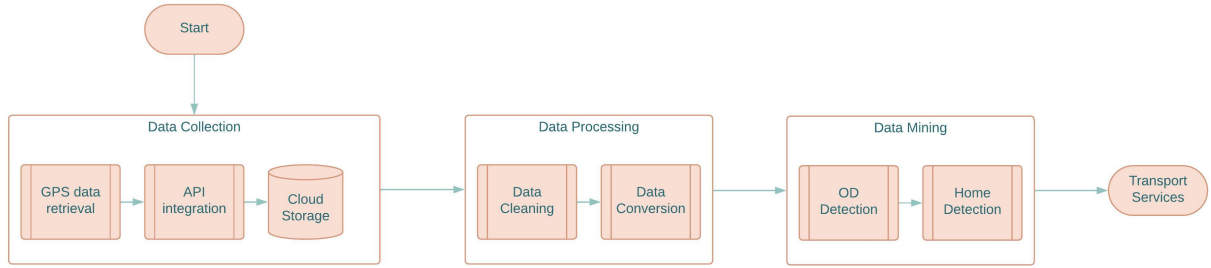 Start
Data Collection
GPS data
retrieval
API
integration
Cloud
Storage
Data Processing
Data
Cleaning
Data
Conversion
Data Mining
OD
Detection
Home
Detection
Transport
Services